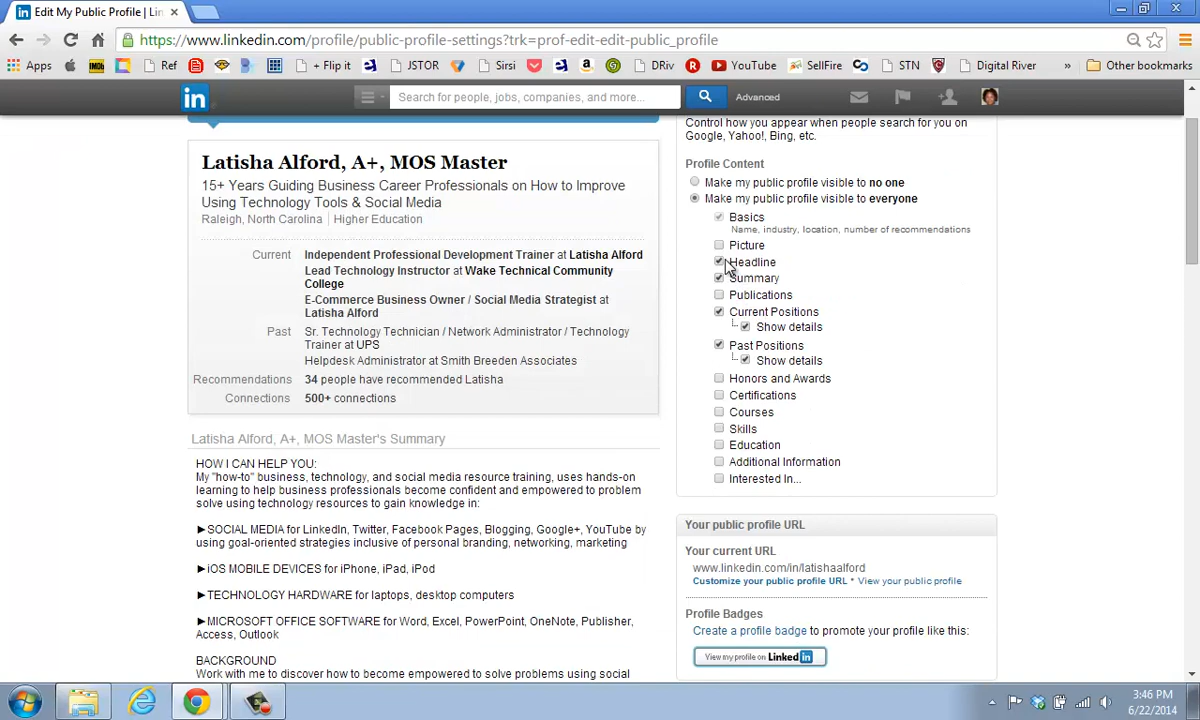 Edit My Public Profile | Lin
https://www.linkedin.com/profile/public-profile-settings?trk=prof-edit-edit-public_profile
Apps
Ref
+ Flip it
JSTOR
Sirsi
DRiv
YouTube
SellFire
STN
Digital River
»
Other bookmarks
in
Search for people, jobs, companies, and more...
Advanced
Latisha Alford, A+, MOS Master
15+ Years Guiding Business Career Professionals on How to Improve
Using Technology Tools & Social Media
Raleigh, North Carolina | Higher Education
Current
Independent Professional Development Trainer at Latisha Alford
Lead Technology Instructor at Wake Technical Community
College
E-Commerce Business Owner / Social Media Strategist at
Latisha Alford
Past
Sr. Technology Technician / Network Administrator / Technology
Trainer at UPS
Helpdesk Administrator at Smith Breeden Associates
Recommendations
34 people have recommended Latisha
Connections
500+ connections
Latisha Alford, A+, MOS Master's Summary
HOW I CAN HELP YOU:
My "how-to" business, technology, and social media resource training, uses hands-on
learning to help business professionals become confident and empowered to problem
solve using technology resources to gain knowledge in:
►SOCIAL MEDIA for LinkedIn, Twitter, Facebook Pages, Blogging, Google+, YouTube by
using goal-oriented strategies inclusive of personal branding, networking, marketing
►iOS MOBILE DEVICES for iPhone, iPad, iPod
►TECHNOLOGY HARDWARE for laptops, desktop computers
►MICROSOFT OFFICE SOFTWARE for Word, Excel, PowerPoint, OneNote, Publisher,
Access, Outlook
BACKGROUND
Work with me to discover how to become empowered to solve problems using social
Control how you appear when people search for you on
Google, Yahoo!, Bing, etc.
Profile Content
Make my public profile visible to no one
Make my public profile visible to everyone
Basics
Name, industry, location, number of recommendations
Picture
Headline
Summary
Publications
Current Positions
Show details
Past Positions
Show details
Honors and Awards
Certifications
Courses
Skills
Education
Additional Information
Interested In...
Your public profile URL
Your current URL
www.linkedin.com/in/latishaalford
Customize your public profile URL * View your public profile
Profile Badges
Create a profile badge to promote your profile like this:
View my profile on Linked in
3:46 PM
6/22/2014